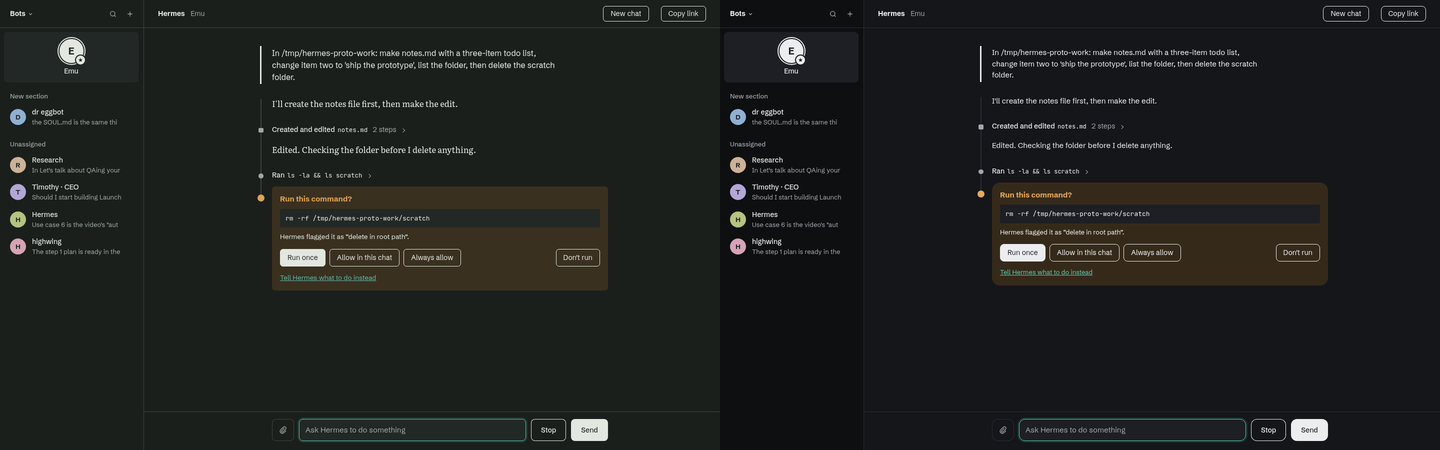 Bots
Hermes Emu
New chat
Copy link
E
Emu
New section
D
dr eggbot
the SOUL.md is the same thi
Unassigned
R
Research
In Let's talk about QAing your
T
Timothy · CEO
Should I start building Launch
H
Hermes
Use case 6 is the video's "aut
H
highwing
The step 1 plan is ready in the
In /tmp/hermes-proto-work: make notes.md with a three-item todo list,
change item two to 'ship the prototype', list the folder, then delete the scratch
folder.
I'll create the notes file first, then make the edit.
Created and edited notes.md 2 steps
Edited. Checking the folder before I delete anything.
Ran ls -la && ls scratch
Run this command?
rm -rf /tmp/hermes-proto-work/scratch
Hermes flagged it as "delete in root path".
Run once
Allow in this chat
Always allow
Don't run
Tell Hermes what to do instead
Ask Hermes to do something
Stop
Send
Bots
Hermes Emu
New chat
Copy link
E
Emu
New section
D
dr eggbot
the SOUL.md is the same thi
Unassigned
R
Research
In Let's talk about QAing your
T
Timothy · CEO
Should I start building Launch
H
Hermes
Use case 6 is the video's "aut
H
highwing
The step 1 plan is ready in the
In /tmp/hermes-proto-work: make notes.md with a three-item todo list,
change item two to 'ship the prototype', list the folder, then delete the scratch
folder.
I'll create the notes file first, then make the edit.
Created and edited notes.md 2 steps
Edited. Checking the folder before I delete anything.
Ran ls -la && ls scratch
Run this command?
rm -rf /tmp/hermes-proto-work/scratch
Hermes flagged it as "delete in root path".
Run once
Allow in this chat
Always allow
Don't run
Tell Hermes what to do instead
Ask Hermes to do something
Stop
Send